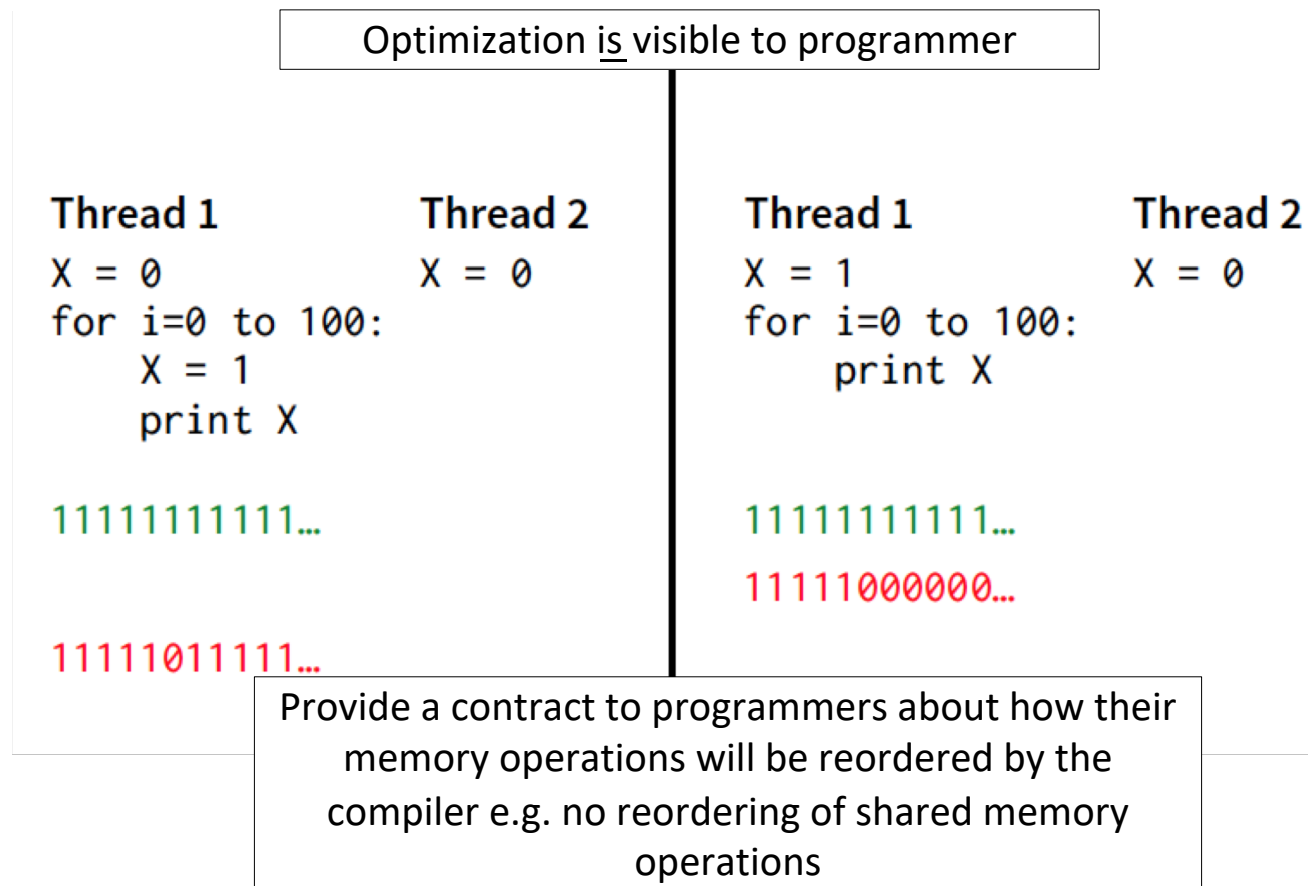 Optimization is visible to programmer
Thread 1
X = 0
for i=0 to 100:
    X = 1
    print X
11111111111…
11111011111…
Thread 2
X = 0
Thread 1
X = 1
for i=0 to 100:
    print X
11111111111…
11111000000…
Thread 2
X = 0
Provide a contract to programmers about how their
memory operations will be reordered by the
compiler e.g. no reordering of shared memory
operations